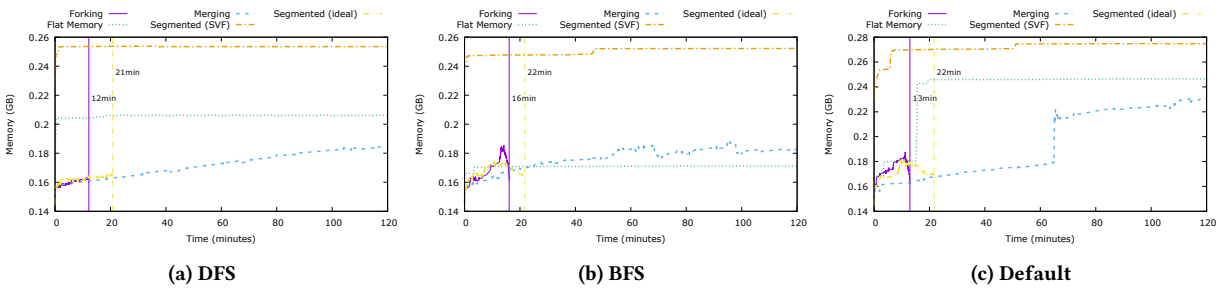 Forking Merging Segmented (ideal)
Flat Memory Segmented (SVF)
0.26
0.24
0.22
0.2
0.18
0.16
0.14
Memory (GB)
21min
12min
0 20 40 60 80 100 120
Time (minutes)
(a) DFS
Forking Merging Segmented (ideal)
Flat Memory Segmented (SVF)
0.26
0.24
0.22
0.2
0.18
0.16
0.14
Memory (GB)
22min
16min
0 20 40 60 80 100 120
Time (minutes)
(b) BFS
Forking Merging Segmented (ideal)
Flat Memory Segmented (SVF)
0.28
0.26
0.24
0.22
0.2
0.18
0.16
0.14
Memory (GB)
22min
13min
0 20 40 60 80 100 120
Time (minutes)
(c) Default